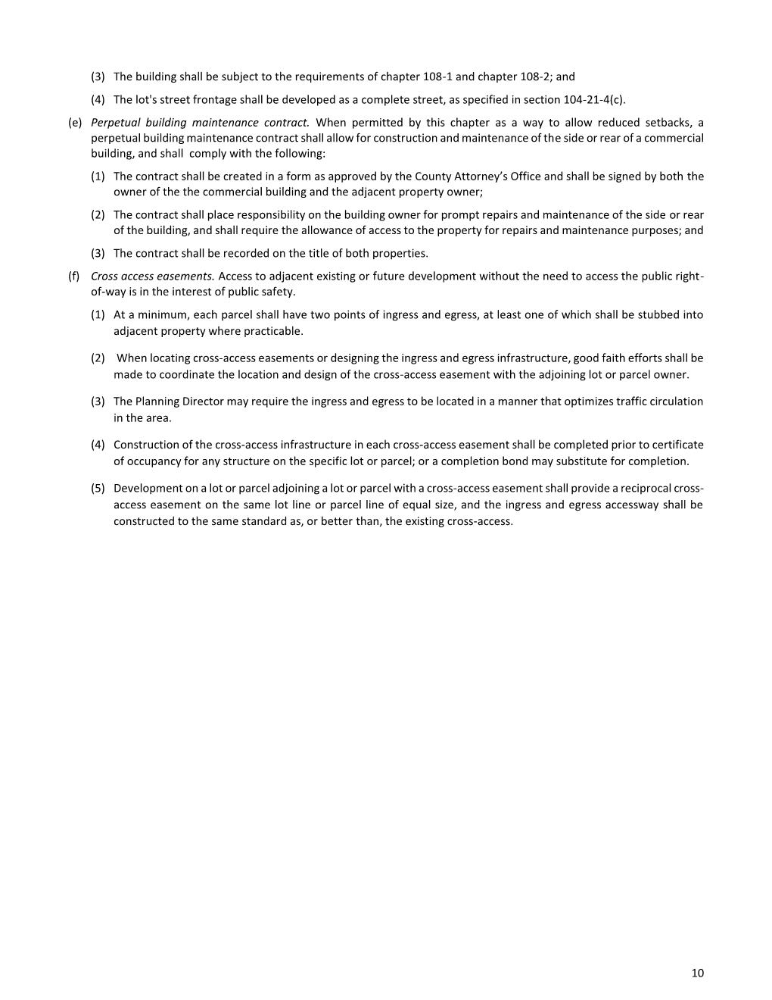 (3) The building shall be subject to the requirements of chapter 108-1 and chapter 108-2; and
(4) The lot's street frontage shall be developed as a complete street, as specified in section 104-21-4(c).
(e) Perpetual building maintenance contract. When permitted by this chapter as a way to allow reduced setbacks, a
perpetual building maintenance contract shall allow for construction and maintenance of the side or rear of a commercial
building, and shall  comply with the following:
(1) The contract shall be created in a form as approved by the County Attorney’s Office and shall be signed by both the
owner of the the commercial building and the adjacent property owner;
(2) The contract shall place responsibility on the building owner for prompt repairs and maintenance of the side or rear
of the building, and shall require the allowance of access to the property for repairs and maintenance purposes; and
(3) The contract shall be recorded on the title of both properties.
(f) Cross access easements. Access to adjacent existing or future development without the need to access the public right-
of-way is in the interest of public safety.
(1) At a minimum, each parcel shall have two points of ingress and egress, at least one of which shall be stubbed into
adjacent property where practicable.
(2) When locating cross-access easements or designing the ingress and egress infrastructure, good faith efforts shall be
made to coordinate the location and design of the cross-access easement with the adjoining lot or parcel owner.
(3) The Planning Director may require the ingress and egress to be located in a manner that optimizes traffic circulation
in the area.
(4) Construction of the cross-access infrastructure in each cross-access easement shall be completed prior to certificate
of occupancy for any structure on the specific lot or parcel; or a completion bond may substitute for completion.
(5) Development on a lot or parcel adjoining a lot or parcel with a cross-access easement shall provide a reciprocal cross-
access easement on the same lot line or parcel line of equal size, and the ingress and egress accessway shall be
constructed to the same standard as, or better than, the existing cross-access.
10